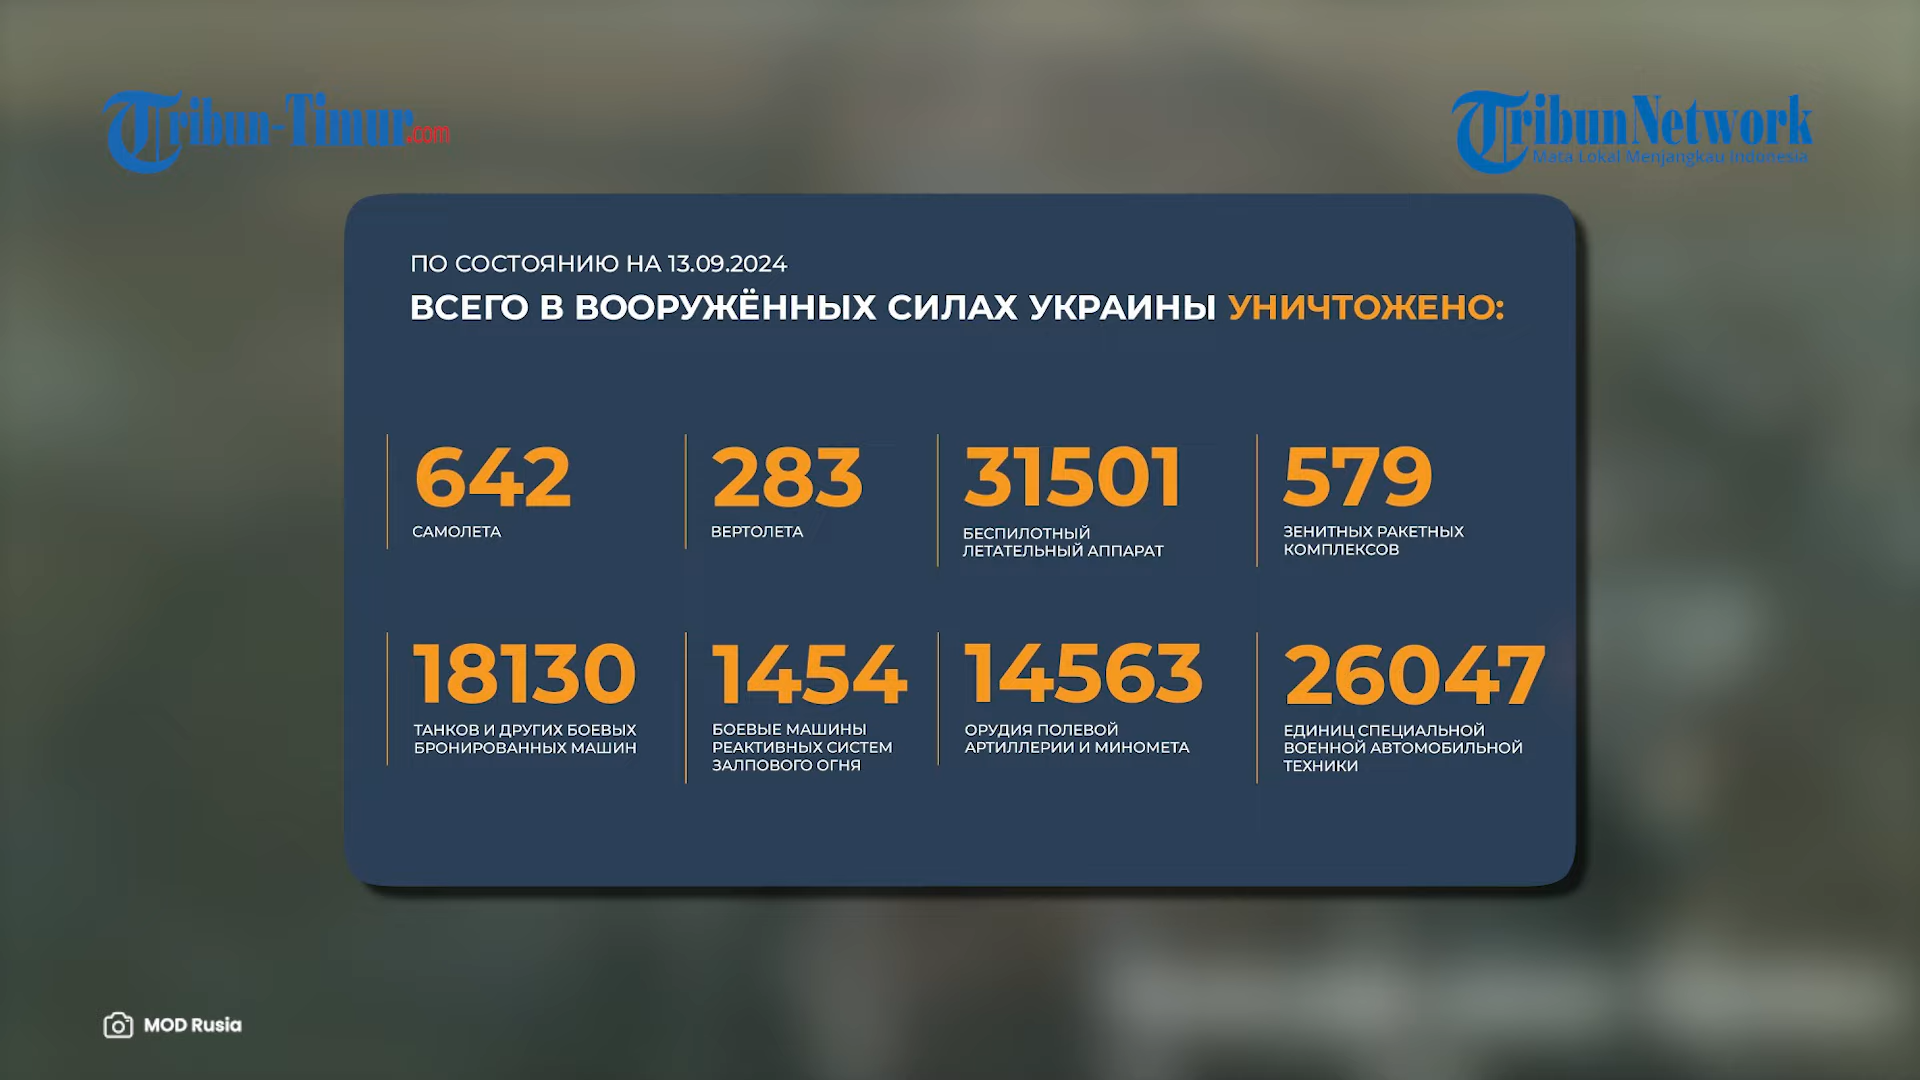 Tribun-Timur.com
TribunNetwork
Mata Lokal Menjangkau Indonesia
ПО СОСТОЯНИЮ НА 13.09.2024
ВСЕГО В ВООРУЖЁННЫХ СИЛАХ УКРАИНЫ УНИЧТОЖЕНО:
642
САМОЛЕТА
283
ВЕРТОЛЕТА
31501
БЕСПИЛОТНЫЙ
ЛЕТАТЕЛЬНЫЙ АППАРАТ
579
ЗЕНИТНЫХ РАКЕТНЫХ
КОМПЛЕКСОВ
18130
ТАНКОВ И ДРУГИХ БОЕВЫХ
БРОНИРОВАННЫХ МАШИН
1454
БОЕВЫЕ МАШИНЫ
РЕАКТИВНЫХ СИСТЕМ
ЗАЛПОВОГО ОГНЯ
14563
ОРУДИЯ ПОЛЕВОЙ
АРТИЛЛЕРИИ И МИНОМЕТА
26047
ЕДИНИЦ СПЕЦИАЛЬНОЙ
ВОЕННОЙ АВТОМОБИЛЬНОЙ
ТЕХНИКИ
MOD Rusia